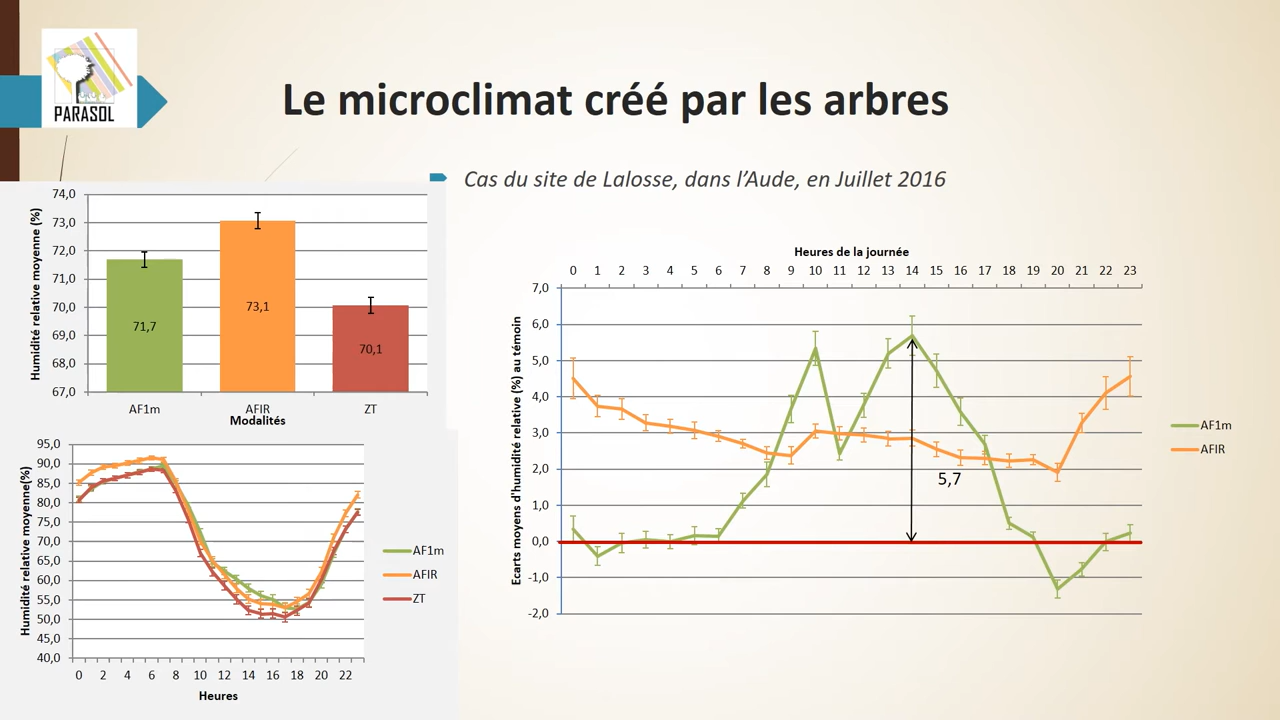 PARASOL
Le microclimat créé par les arbres
Cas du site de Lalosse, dans l'Aude, en Juillet 2016
Humidité relative moyenne (%)
74,0
73,0
72,0
71,0
70,0
69,0
68,0
67,0
71,7
73,1
70,1
AF1m
AFIR
ZT
Modalités
Humidité relative moyenne(%)
95,0
90,0
85,0
80,0
75,0
70,0
65,0
60,0
55,0
50,0
45,0
40,0
0 2 4 6 8 10 12 14 16 18 20 22
Heures
AF1m
AFIR
ZT
Heures de la journée
0 1 2 3 4 5 6 7 8 9 10 11 12 13 14 15 16 17 18 19 20 21 22 23
Ecarts moyens d'humidité relative (%) au témoin
7,0
6,0
5,0
4,0
3,0
2,0
1,0
0,0
-1,0
-2,0
5,7
AF1m
AFIR